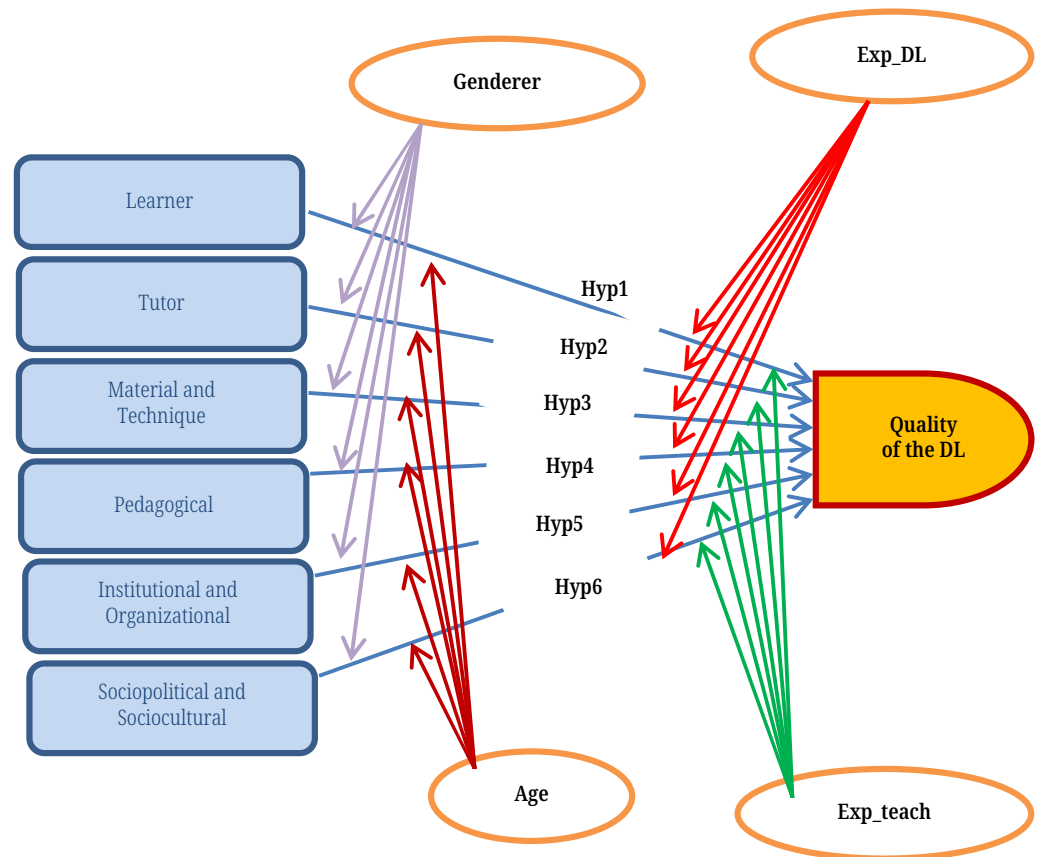 Genderer
Exp_DL
Learner
Tutor
Material and
Technique
Pedagogical
Institutional and
Organizational
Sociopolitical and
Sociocultural
Hyp1
Hyp2
Hyp3
Hyp4
Hyp5
Hyp6
Quality
of the DL
Age
Exp_teach